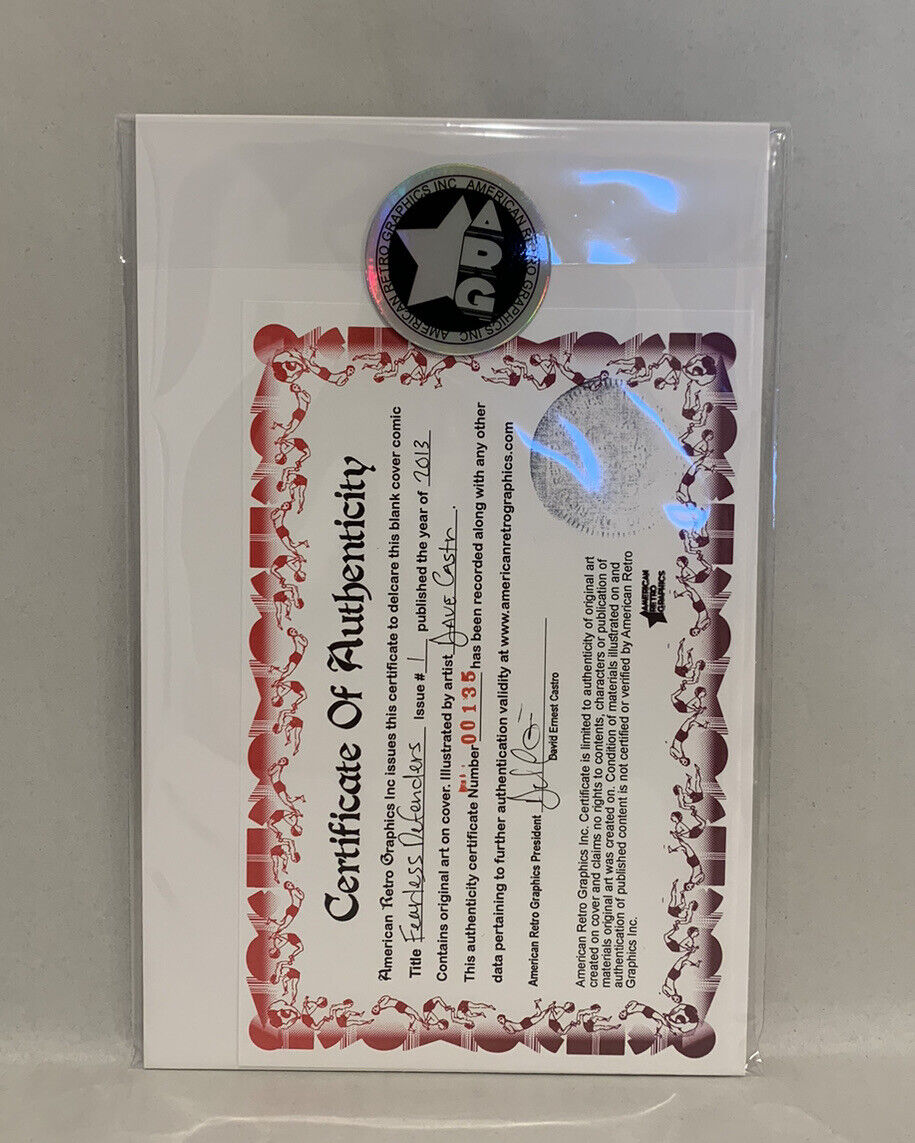 AMERICAN RETRO GRAPHICS INC. AMERICAN RETRO GRAPHICS INC.
ARG
Certificate Of Authenticity
American Retro Graphics Inc issues this certificate to delcare this blank cover comic
Title Fearless Defenders Issue # 1 published the year of 2013
Contains original art on cover. Illustrated by artist Dave Castr.
This authenticity certificate Number 00135 has been recorded along with any other
data pertaining to further authentication validity at www.americanretrographics.com
American Retro Graphics President
David Ernest Castro
American Retro Graphics Inc. Certificate is limited to authenticity of original art
created on cover and claims no rights to contents, characters or publication of
materials original art was created on. Condition of materials illustrated on and
authentication of published content is not certified or verified by American Retro
Graphics Inc.
AMERICAN
RETRO
GRAPHICS